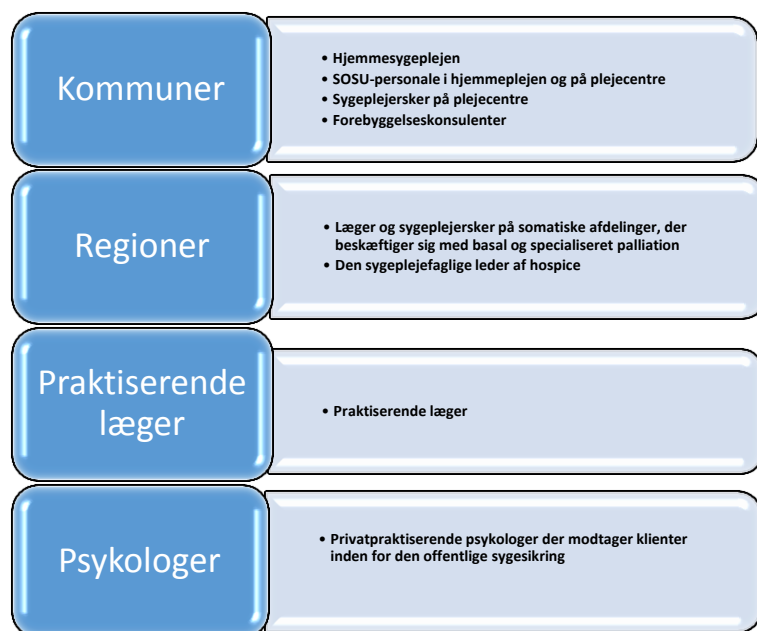 Kommuner
• Hjemmesygeplejen
• SOSU-personale i hjemmeplejen og på plejecentre
• Sygeplejersker på plejecentre
• Forebyggelseskonsulenter
Regioner
• Læger og sygeplejersker på somatiske afdelinger, der
beskæftiger sig med basal og specialiseret palliation
• Den sygeplejefaglige leder af hospice
Praktiserende
læger
• Praktiserende læger
Psykologer
• Privatpraktiserende psykologer der modtager klienter
inden for den offentlige sygesikring